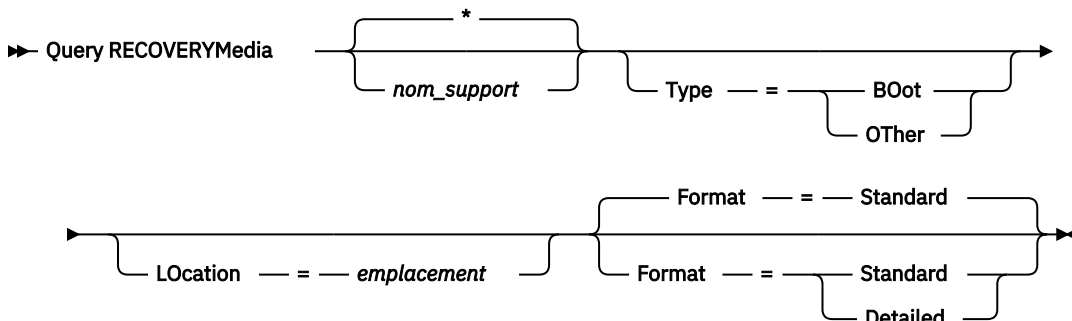 *
Query RECOVERYMedia
nom_support
Type = BOot
OTher
Format = Standard
LOcation = emplacement
Format = Standard
Detailed